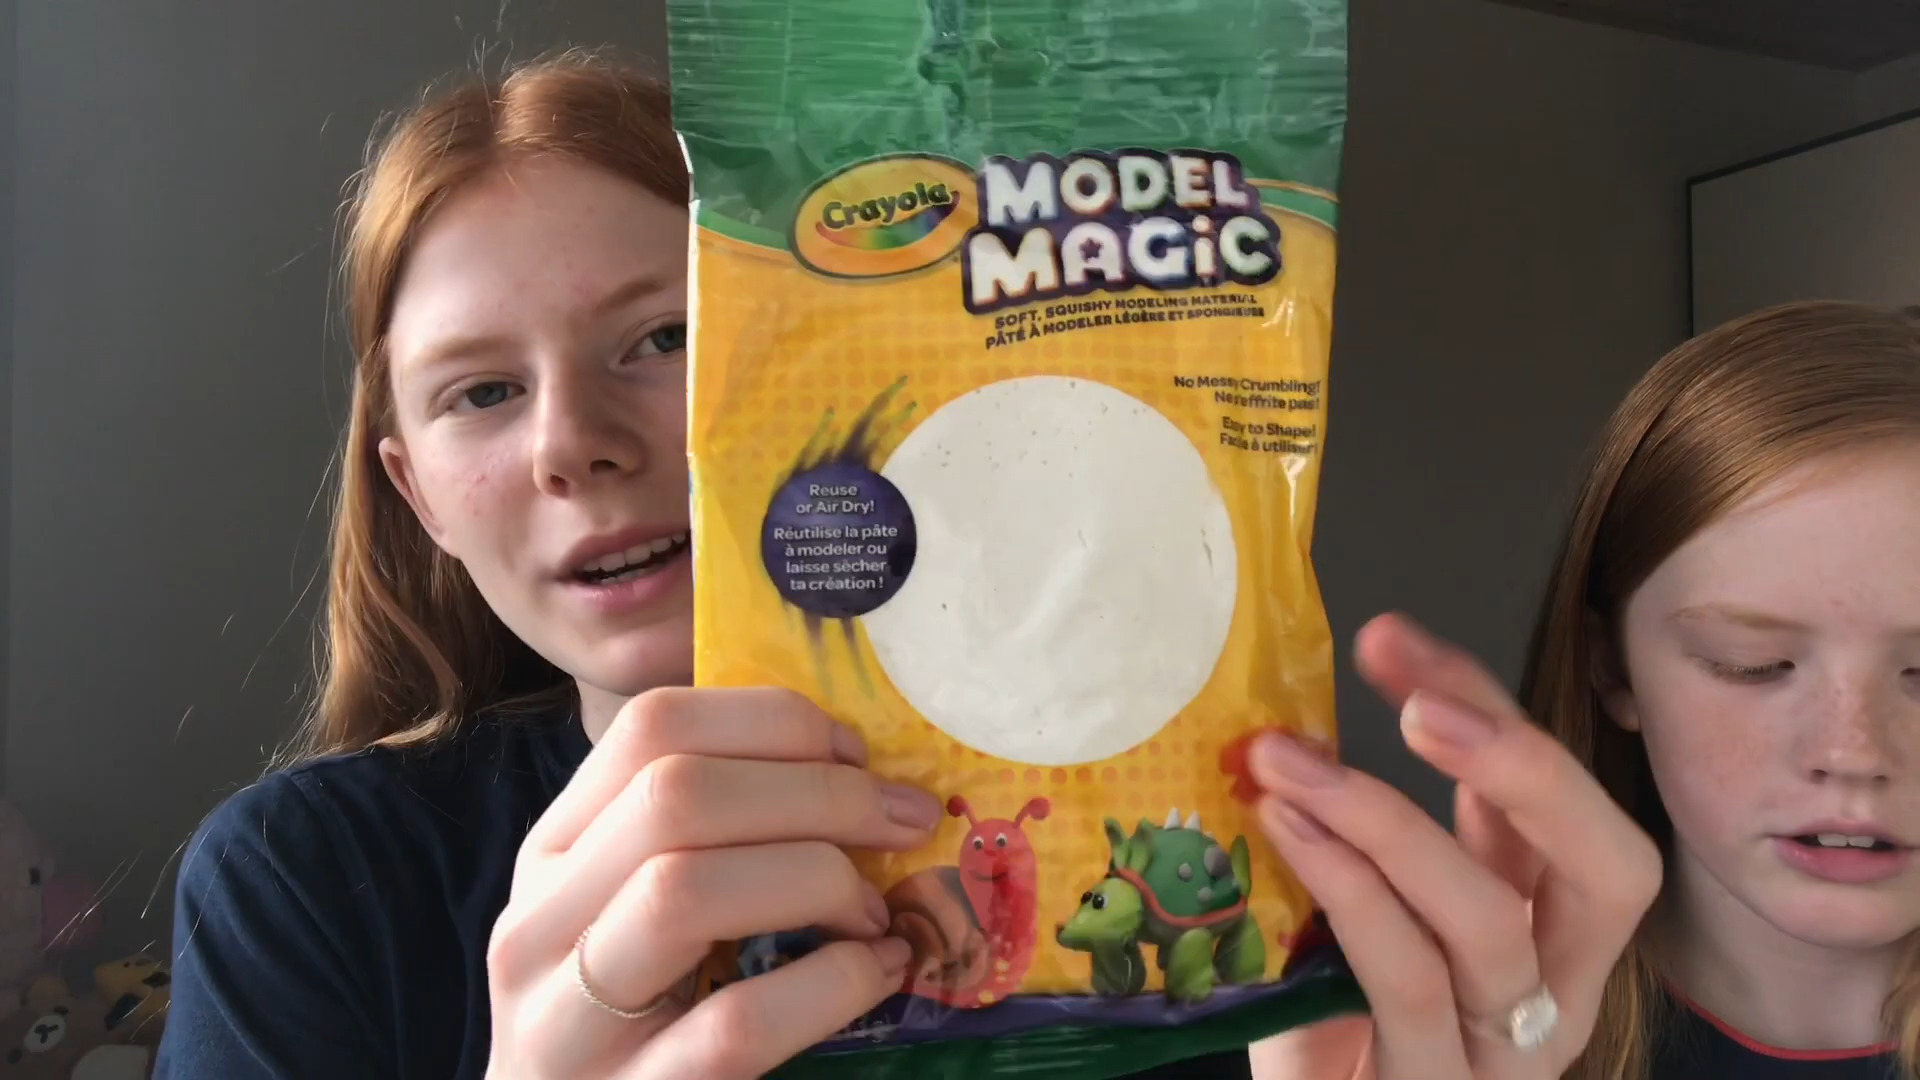 Crayola
MODEL
MAGiC
SOFT, SQUISHY MODELING MATERIAL
PÂTE À MODELER LÉGÈRE ET SPONGIEUSE
No Messy Crumbling!
Ne s'effrite pas!
Easy to Shape!
Facile à utiliser!
Reuse
or Air Dry!
Réutilise la pâte
à modeler ou
laisse sécher
ta création !